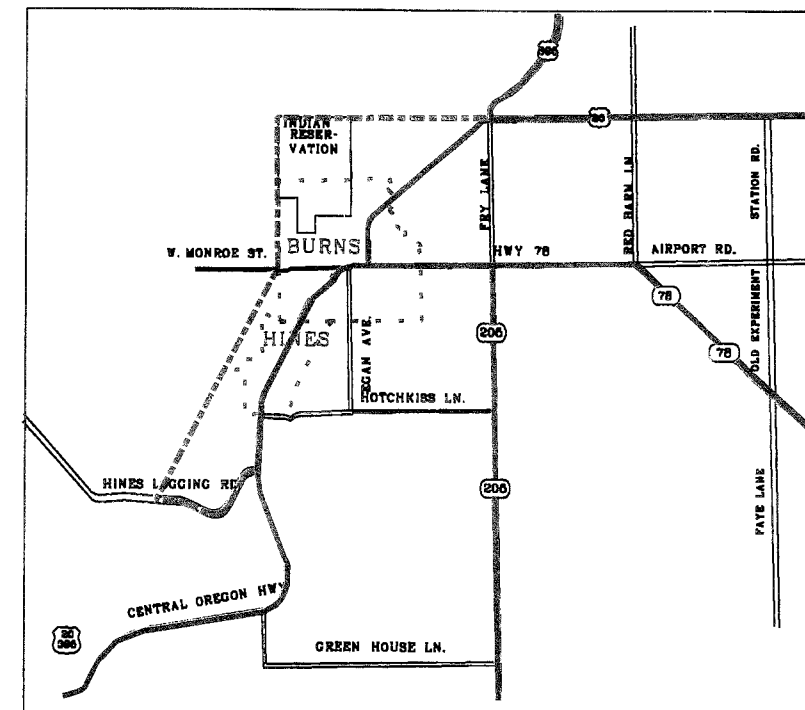 395
INDIAN
RESER-
VATION
20
FRY LANE
RED BARN LN
STATION RD.
W. MONROE ST.
BURNS
HWY 78
AIRPORT RD.
78
HINES
EGAN AVE.
205
78
OLD EXPERIMENT
HOTCHKISS LN.
HINES LOGGING RD
205
FAYE LANE
CENTRAL OREGON HWY
20
395
GREEN HOUSE LN.